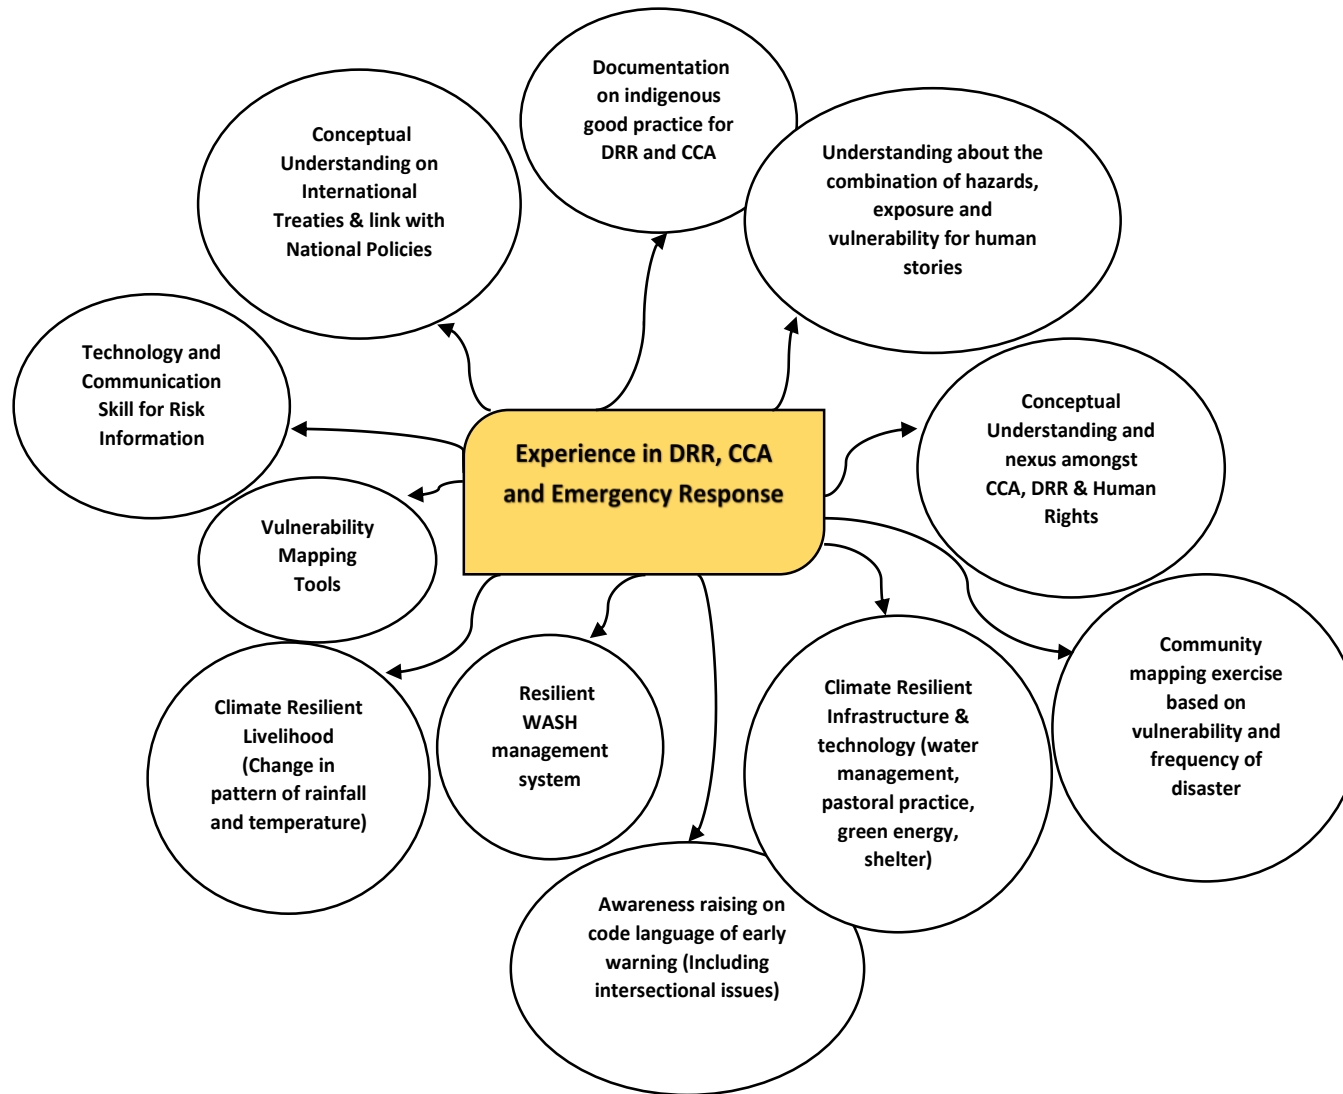 Documentation
on indigenous
good practice for
DRR and CCA
Conceptual
Understanding on
International
Treaties & link with
National Policies
Understanding about the
combination of hazards,
exposure and
vulnerability for human
stories
Technology and
Communication
Skill for Risk
Information
Experience in DRR, CCA
and Emergency Response
Conceptual
Understanding and
nexus amongst
CCA, DRR & Human
Rights
Vulnerability
Mapping
Tools
Climate Resilient
Livelihood
(Change in
pattern of rainfall
and temperature)
Resilient
WASH
management
system
Climate Resilient
Infrastructure &
technology (water
management,
pastoral practice,
green energy,
shelter)
Community
mapping exercise
based on
vulnerability and
frequency of
disaster
Awareness raising on
code language of early
warning (Including
intersectional issues)